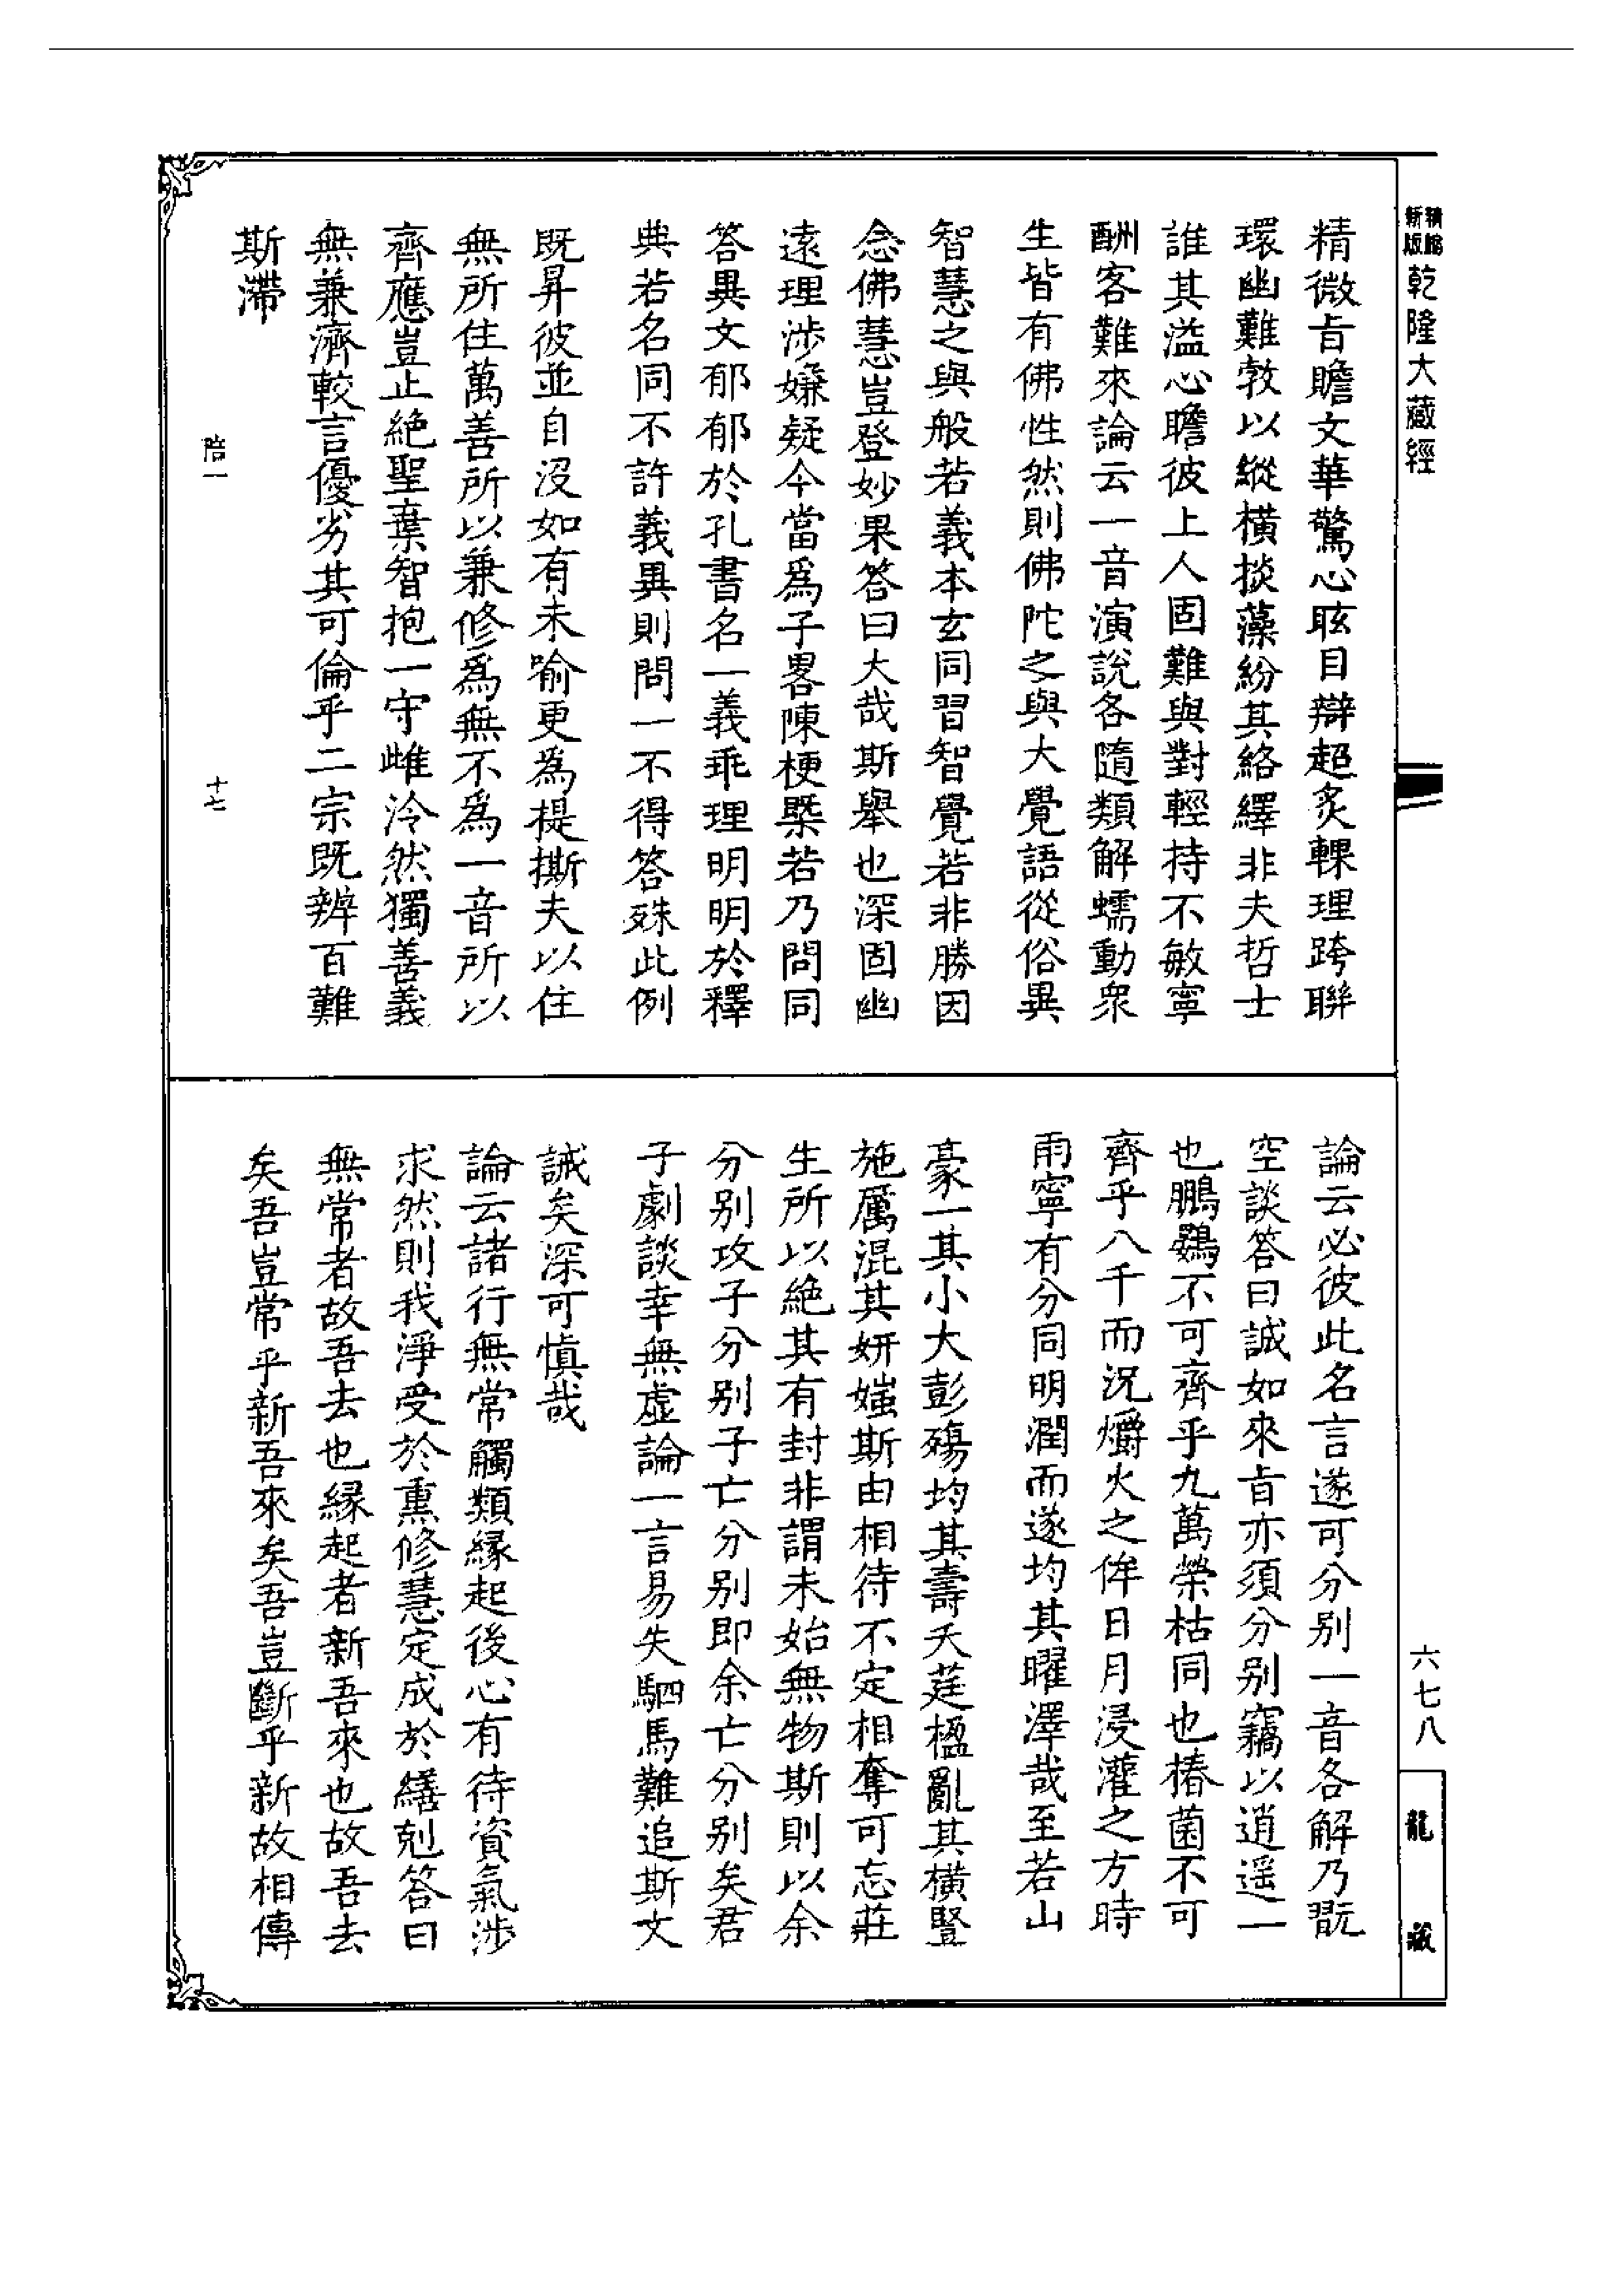 新版
精縮
乾隆大藏經
精微旨贍文華驚心眩目辯超炙輠理跨聯
環幽難敦以縱橫掞藻紛其絡繹非夫哲士
誰其溢心瞻彼上人固難與對輕持不敏寧
酬客難來論云一音演說各隨類解蠕動衆
生皆有佛性然則佛陀之與大覺語從俗異
智慧之與般若義本玄同習智覺若非勝因
念佛慧豈登妙果答曰大哉斯舉也深固幽
遠理涉嫌疑今當爲子畧陳梗槩若乃問同
答異文郁郁於孔書名一義乖理明明於釋
典若名同不許義異則問一不得答殊此例
既昇彼並自沒如有未喻更爲提撕夫以住
無所住萬善所以兼修爲無不爲一音所以
齊應豈止絕聖棄智抱一守雌泠然獨善義
無兼濟較言優劣其可倫乎二宗既辨百難
斯滯
十七
論云必彼此名言遂可分别一音各解乃翫
空談答曰誠如來旨亦須分别竊以逍遥一
也鵬鷃不可齊乎九萬榮枯同也椿菌不可
齊乎八千而況爝火之侔日月浸灌之方時
雨寧有分同明潤而遂均其曜澤哉至若山
豪一其小大彭殤均其壽夭莛楹亂其橫豎
施厲混其妍媸斯由相待不定相奪可忘莊
生所以絕其有封非謂未始無物斯則以余
分别攻子分别子亡分别即余亡分别矣君
子劇談幸無虛論一言易失駟馬難追斯文
誠矣深可慎哉
論云諸行無常觸類緣起後心有待資氣涉
求然則我淨受於熏修慧定成於繕剋答曰
無常者故吾去也緣起者新吾來也故吾去
矣吾豈常乎新吾來矣吾豈斷乎新故相傳
六七八
龍藏